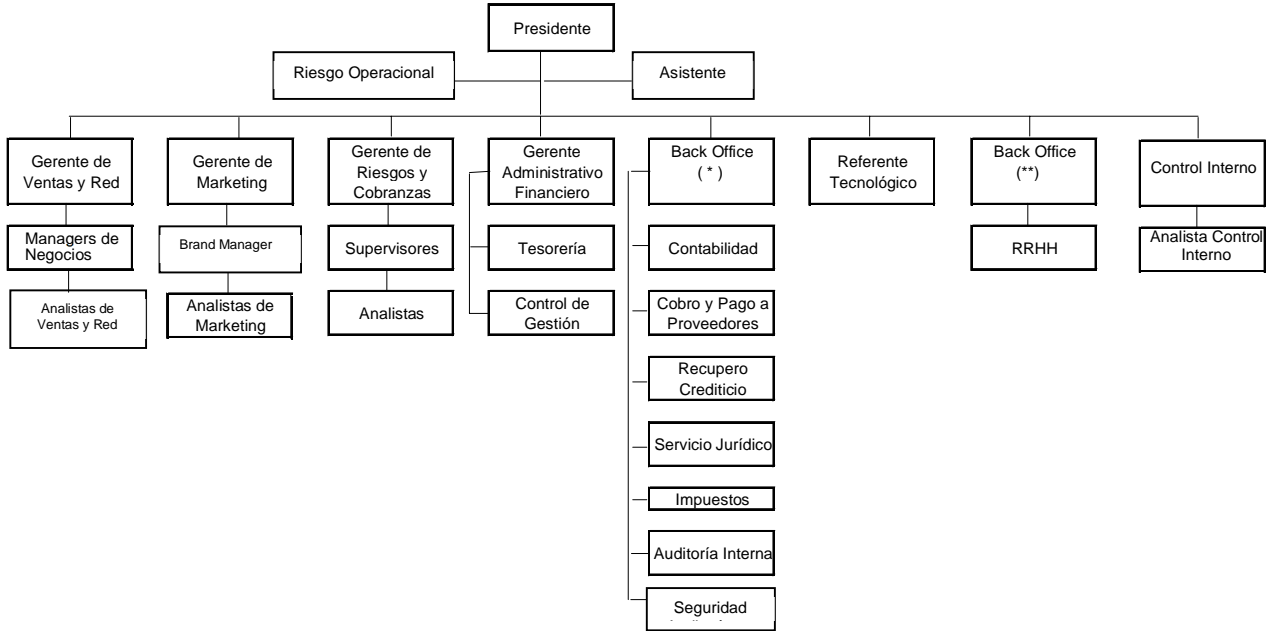 Presidente
Riesgo Operacional
Asistente
Gerente de
Ventas y Red
Gerente de
Marketing
Gerente de
Riesgos y
Cobranzas
Gerente
Administrativo
Financiero
Back Office
( * )
Referente
Tecnológico
Back Office
(**)
Control Interno
Managers de
Negocios
Brand Manager
Supervisores
Tesorería
Contabilidad
RRHH
Analista Control
Interno
Analistas de
Ventas y Red
Analistas de
Marketing
Analistas
Control de
Gestión
Cobro y Pago a
Proveedores
Recupero
Crediticio
Servicio Jurídico
Impuestos
Auditoría Interna
Seguridad